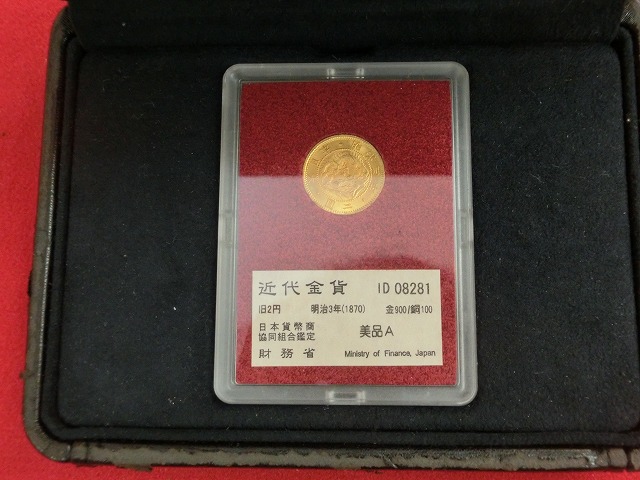 近代金貨 ID 08281
旧2円 明治3年(1870) 金900/銅100
日本貨幣商
協同組合鑑定 美品A
財務省 Ministry of Finance, Japan